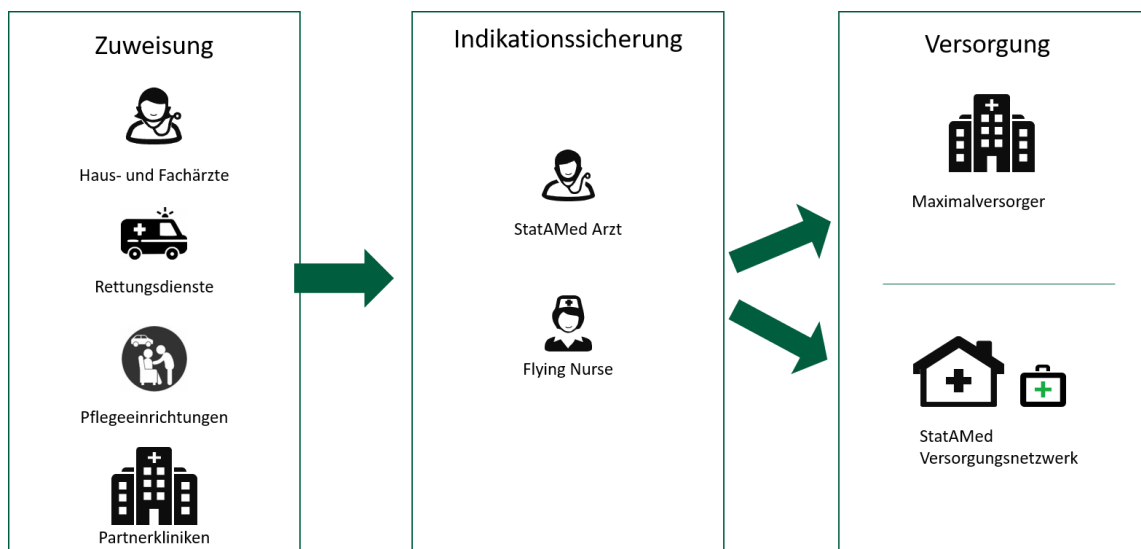 Zuweisung
Haus- und Fachärzte
Rettungsdienste
Pflegeeinrichtungen
Partnerkliniken
Indikationssicherung
StatAMed Arzt
Flying Nurse
Versorgung
Maximalversorger
StatAMed
Versorgungsnetzwerk